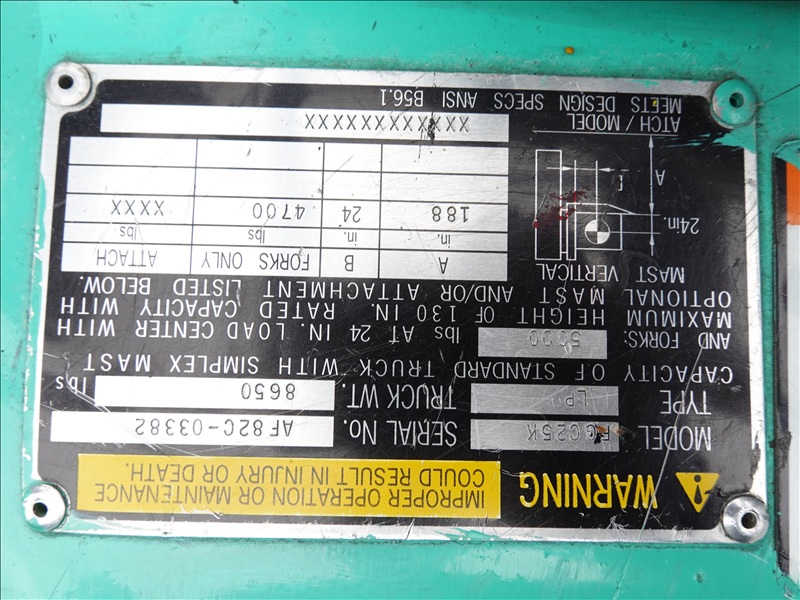 WARNING
IMPROPER OPERATION OR MAINTENANCE
COULD RESULT IN INJURY OR DEATH.
MODEL FGC25K SERIAL No. AF82C-03382
TYPE LP TRUCK WT. 8650 lbs
CAPACITY OF STANDARD TRUCK WITH SIMPLEX MAST
AND FORKS: 5000 lbs AT 24 IN. LOAD CENTER WITH
MAXIMUM HEIGHT OF 130 IN. RATED CAPACITY WITH
OPTIONAL MAST AND/OR ATTACHMENT LISTED BELOW.
MAST VERTICAL
A B FORKS ONLY ATTACH
in. in. lbs lbs
188 24 4700 XXXX
24in.
A
ATCH / MODEL XXXXXXXXXXXXX
MEETS DESIGN SPECS ANSI B56.1